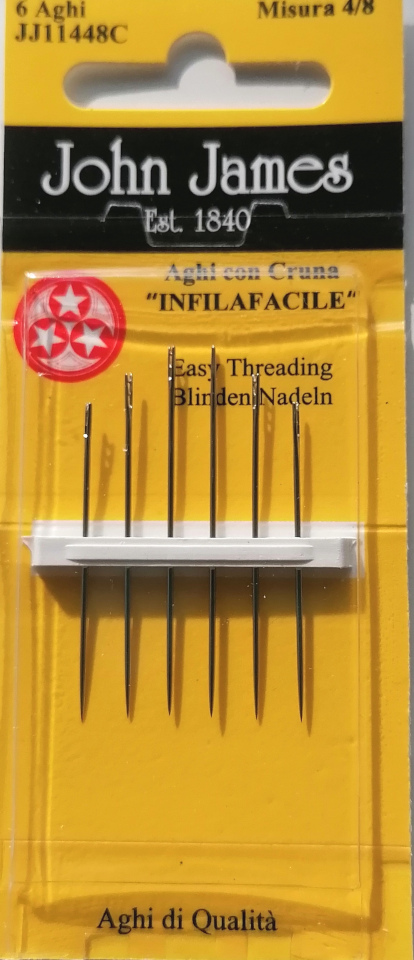 6 Aghi Misura 4/8
JJ11448C
John James
Est. 1840
Aghi con Cruna
"INFILAFACILE"
Easy Threading
Blinden Nadeln
Aghi di Qualità